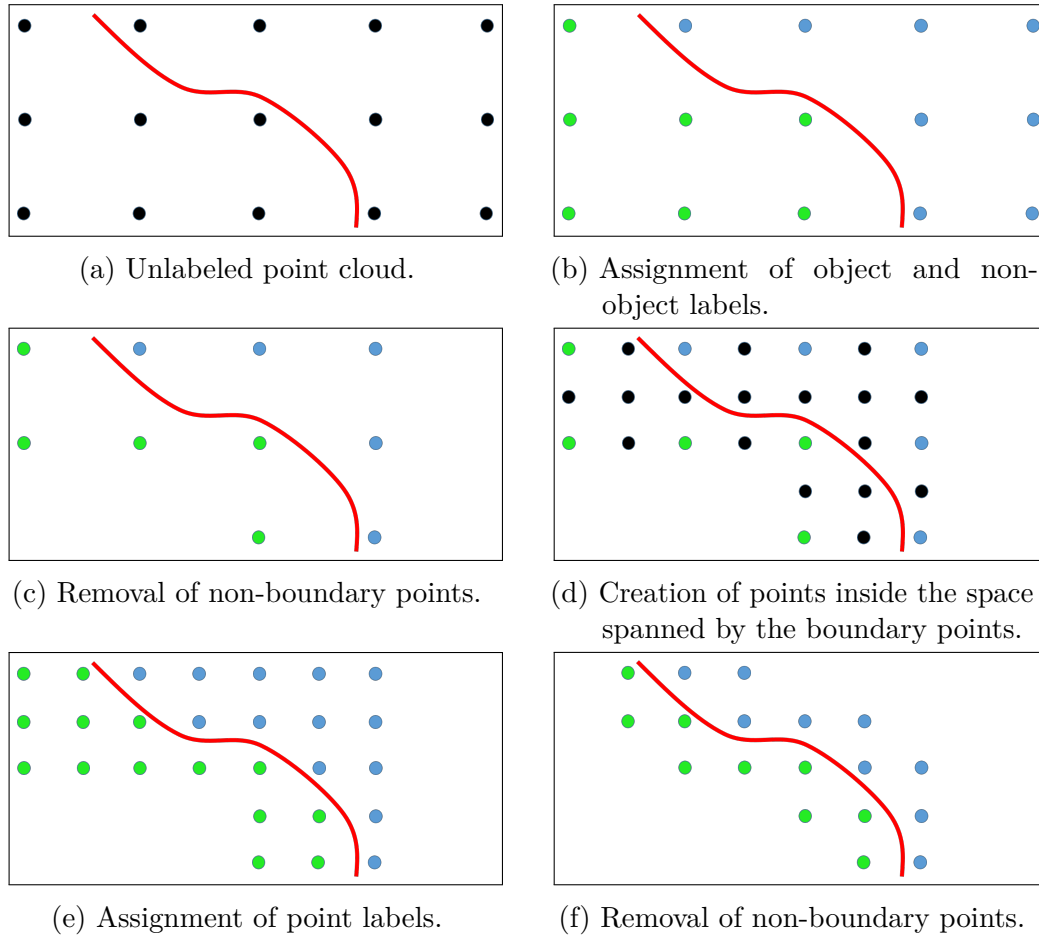 (a) Unlabeled point cloud.
(b) Assignment of object and non-
object labels.
(c) Removal of non-boundary points.
(d) Creation of points inside the space
spanned by the boundary points.
(e) Assignment of point labels.
(f) Removal of non-boundary points.